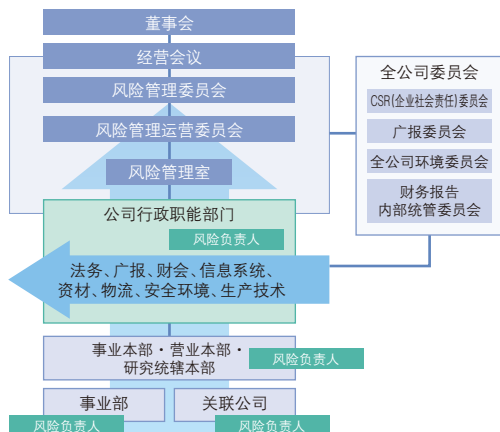 董事会
经营会议
风险管理委员会
风险管理运营委员会
风险管理室
全公司委员会
CSR(企业社会责任)委员会
广报委员会
全公司环境委员会
财务报告
内部统管委员会
公司行政职能部门
风险负责人
法务、广报、财会、信息系统、
资材、物流、安全环境、生产技术
事业本部·营业本部·
研究统辖本部
风险负责人
事业部
关联公司
风险负责人
风险负责人